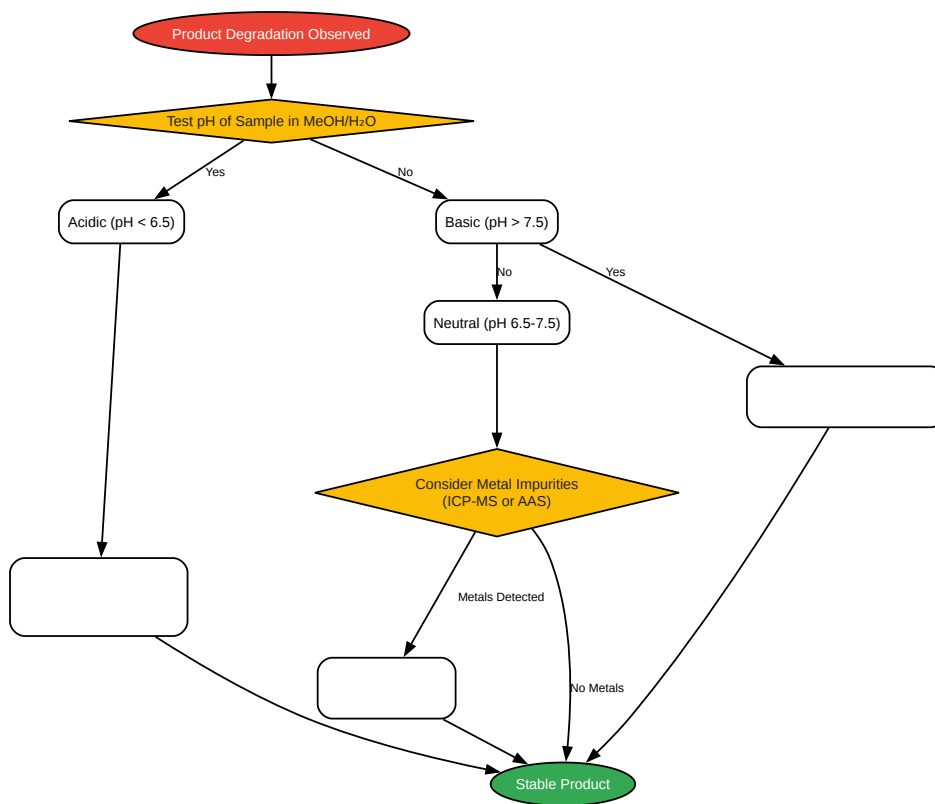 Product Degradation Observed
Test pH of Sample in MeOH/H₂O
Yes
No
Acidic (pH < 6.5)
Basic (pH > 7.5)
No
Yes
Neutral (pH 6.5-7.5)
Consider Metal Impurities
(ICP-MS or AAS)
Metals Detected
No Metals
Stable Product